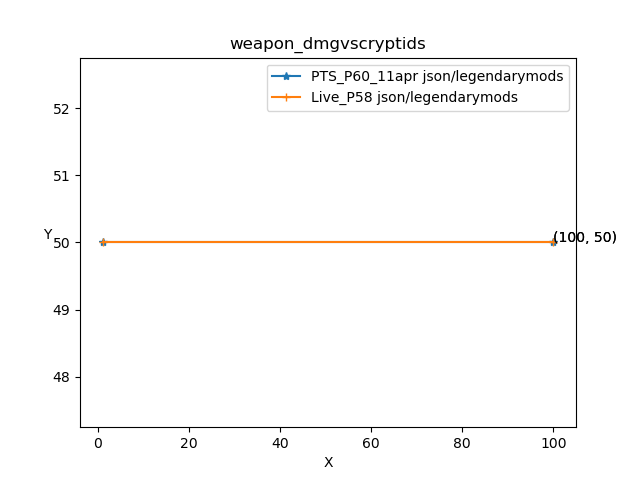 weapon_dmgvscryptids
PTS_P60_11apr json/legendarymods
Live_P58 json/legendarymods
52
51
Y
50
(100, 50)
49
48
0 20 40 60 80 100
X